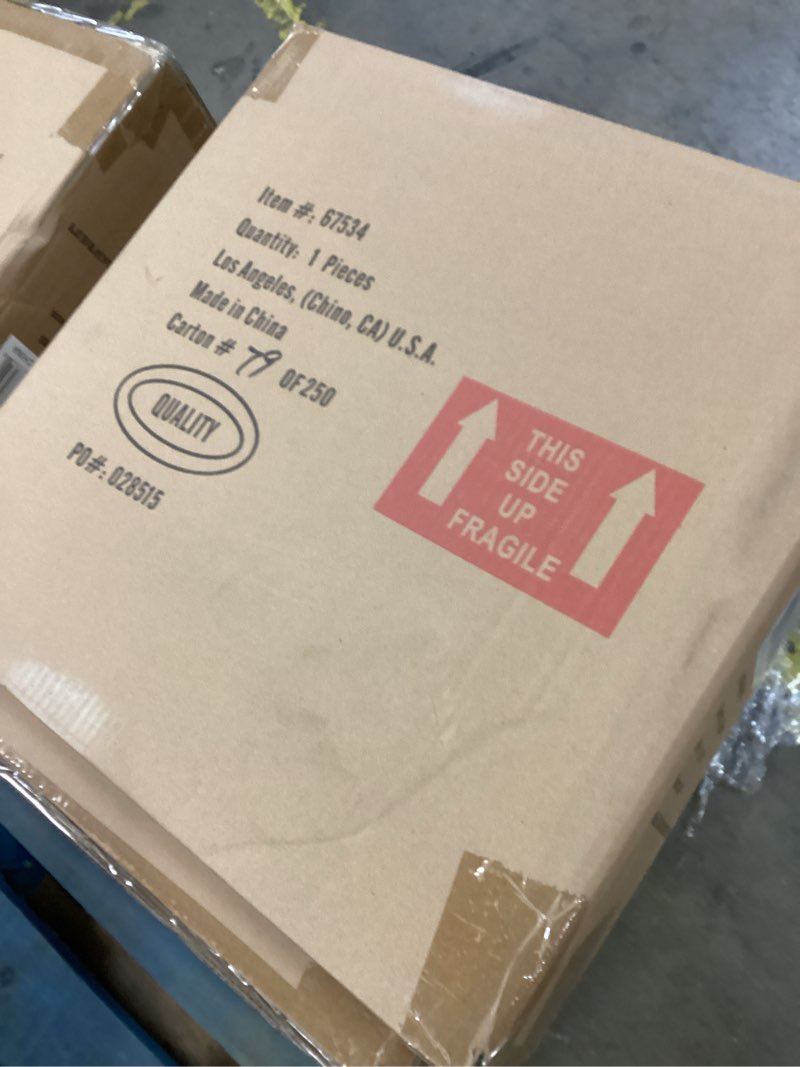 Item #: 67534
Quantity: 1 Pieces
Los Angeles, (Chino, CA) U.S.A.
Made in China
Carton # 79 OF 250
QUALITY
PO#: 028515
THIS
SIDE
UP
FRAGILE